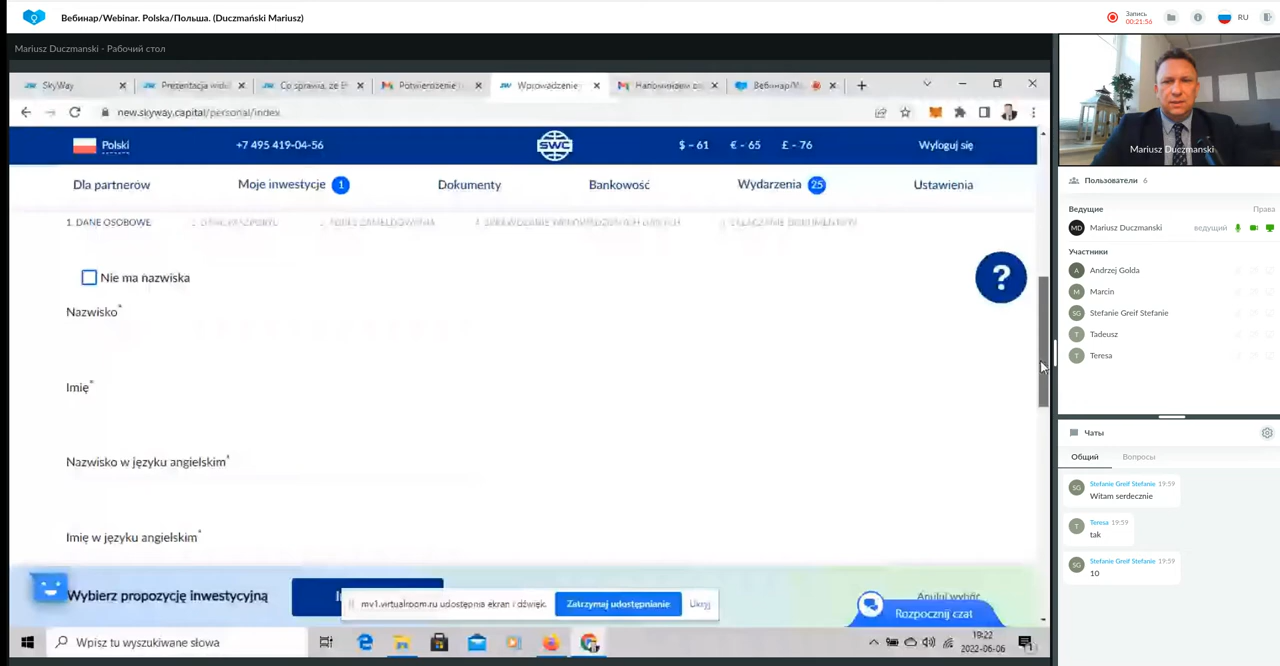 Вебинар/Webinar. Polska/Польша. (Duczmański Mariusz)
Запись
00:21:56
RU
Mariusz Duczmanski - Рабочий стол
SkyWay
Prezentacja
Co sprawia, że
Potwierdzenie
Wprowadzenie
Напоминаем
Вебинар/W
new.skyway.capital/personal/index
Polski
+7 495 419-04-56
SWC
$ – 61
€ - 65
£ - 76
Wyloguj się
Dla partnerów
Moje inwestycje 1
Dokumenty
Bankowość
Wydarzenia 25
Ustawienia
1. DANE OSOBOWE
Nie ma nazwiska
?
Nazwisko*
Imię*
Nazwisko w języku angielskim*
Imię w języku angielskim*
Wybierz propozycję inwestycyjną
Anuluj wybór
Rozpocznij czat
mv1.virtualroom.ru udostępnia ekran i dźwięk.
Zatrzymaj udostępnianie
Ukryj
Wpisz tu wyszukiwane słowa
19:22
2022-06-06
Mariusz Duczmanski
Пользователи 6
Ведущие
Права
MD Mariusz Duczmanski ведущий
Участники
A Andrzej Golda
M Marcin
SG Stefanie Greif Stefanie
T Tadeusz
T Teresa
Чаты
Общий
Вопросы
SG Stefanie Greif Stefanie 19:59
Witam serdecznie
T Teresa 19:59
tak
SG Stefanie Greif Stefanie 19:59
10